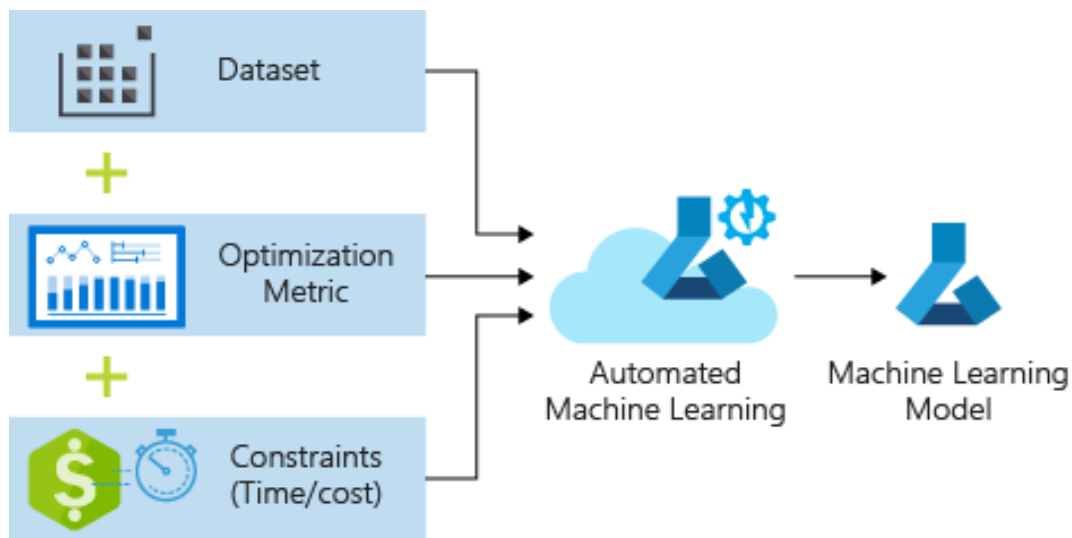 Dataset
Optimization
Metric
Constraints
(Time/cost)
Automated
Machine Learning
Machine Learning
Model